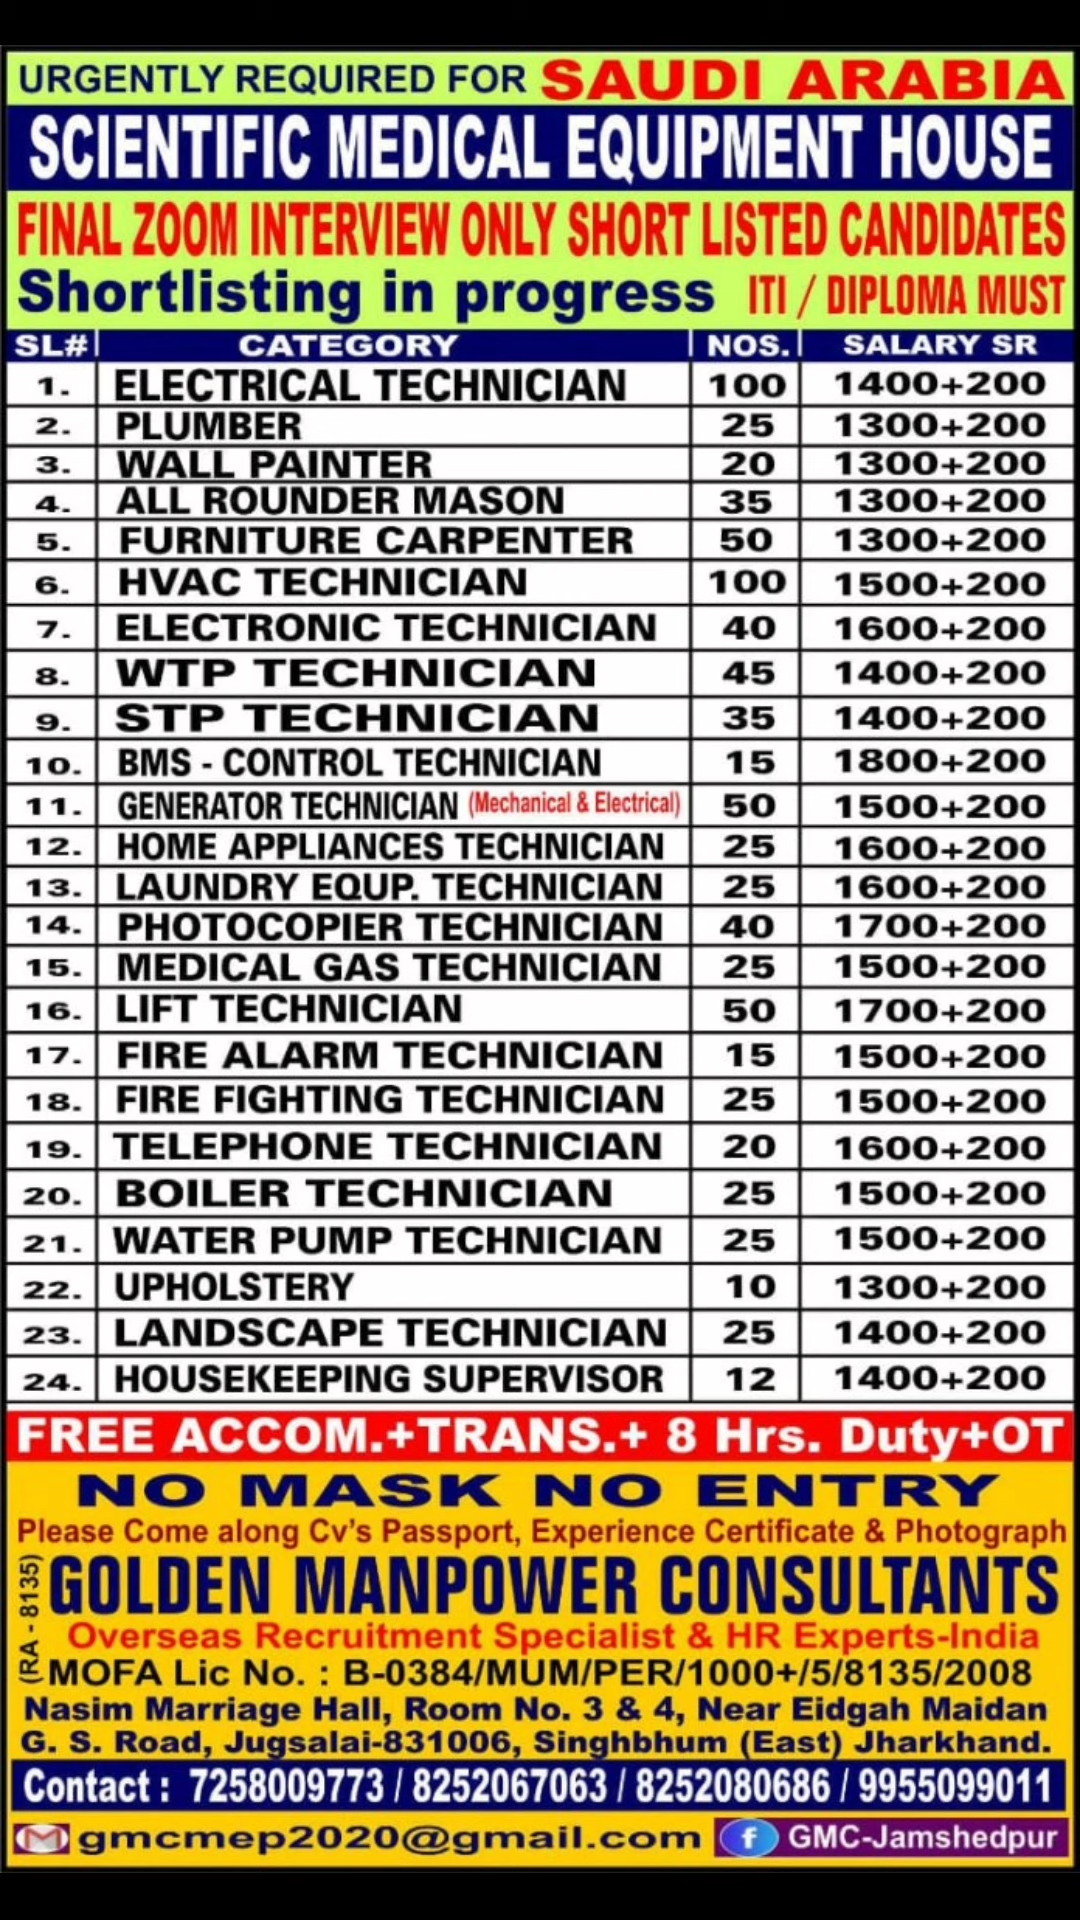 URGENTLY REQUIRED FOR SAUDI ARABIA
SCIENTIFIC MEDICAL EQUIPMENT HOUSE
FINAL ZOOM INTERVIEW ONLY SHORT LISTED CANDIDATES
Shortlisting in progress ITI / DIPLOMA MUST
SL# CATEGORY NOS. SALARY SR
1. ELECTRICAL TECHNICIAN 100 1400+200
2. PLUMBER 25 1300+200
3. WALL PAINTER 20 1300+200
4. ALL ROUNDER MASON 35 1300+200
5. FURNITURE CARPENTER 50 1300+200
6. HVAC TECHNICIAN 100 1500+200
7. ELECTRONIC TECHNICIAN 40 1600+200
8. WTP TECHNICIAN 45 1400+200
9. STP TECHNICIAN 35 1400+200
10. BMS - CONTROL TECHNICIAN 15 1800+200
11. GENERATOR TECHNICIAN (Mechanical & Electrical) 50 1500+200
12. HOME APPLIANCES TECHNICIAN 25 1600+200
13. LAUNDRY EQUP. TECHNICIAN 25 1600+200
14. PHOTOCOPIER TECHNICIAN 40 1700+200
15. MEDICAL GAS TECHNICIAN 25 1500+200
16. LIFT TECHNICIAN 50 1700+200
17. FIRE ALARM TECHNICIAN 15 1500+200
18. FIRE FIGHTING TECHNICIAN 25 1500+200
19. TELEPHONE TECHNICIAN 20 1600+200
20. BOILER TECHNICIAN 25 1500+200
21. WATER PUMP TECHNICIAN 25 1500+200
22. UPHOLSTERY 10 1300+200
23. LANDSCAPE TECHNICIAN 25 1400+200
24. HOUSEKEEPING SUPERVISOR 12 1400+200
FREE ACCOM.+TRANS.+ 8 Hrs. Duty+OT
NO MASK NO ENTRY
Please Come along Cv's Passport, Experience Certificate & Photograph
(RA - 8135)
GOLDEN MANPOWER CONSULTANTS
Overseas Recruitment Specialist & HR Experts-India
MOFA Lic No. : B-0384/MUM/PER/1000+/5/8135/2008
Nasim Marriage Hall, Room No. 3 & 4, Near Eidgah Maidan
G. S. Road, Jugsalai-831006, Singhbhum (East) Jharkhand.
Contact : 7258009773 / 8252067063 / 8252080686 / 9955099011
gmcmep2020@gmail.com f GMC-Jamshedpur